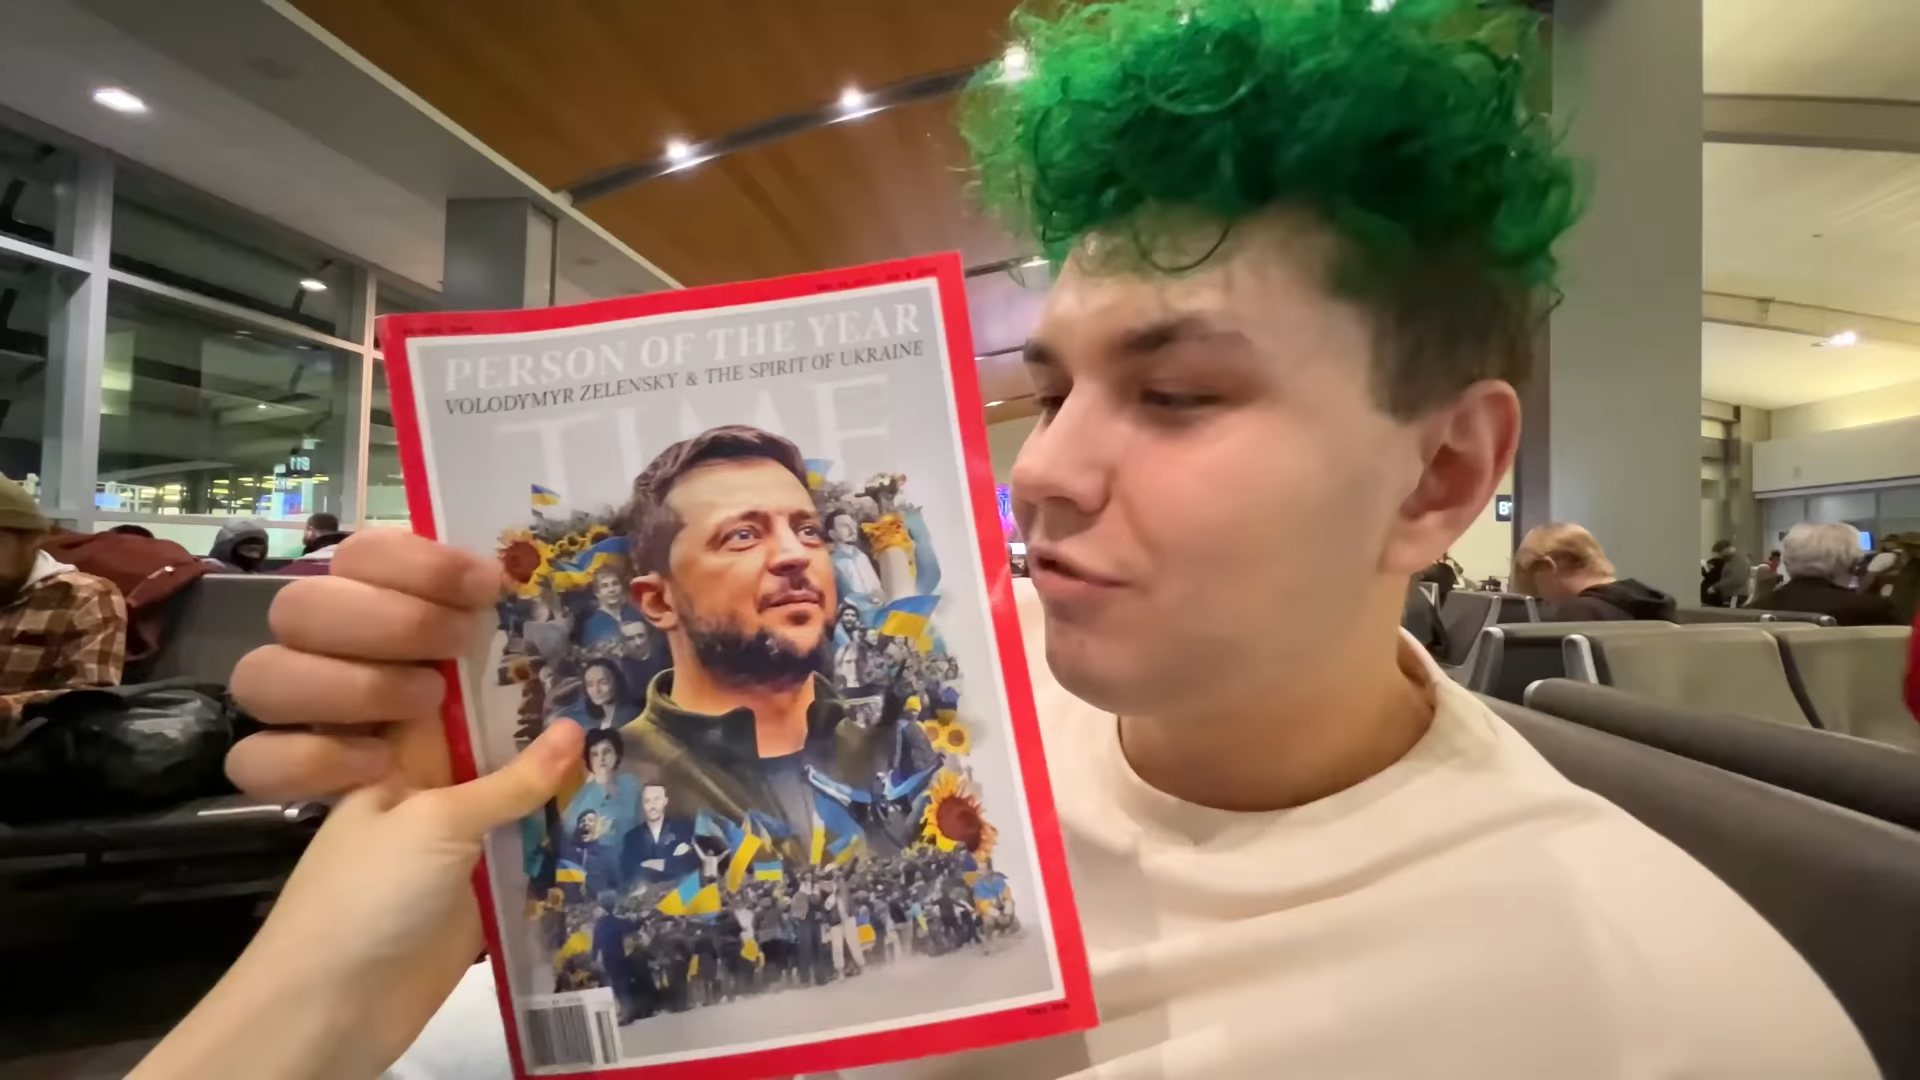 PERSON OF THE YEAR
VOLODYMYR ZELENSKY & THE SPIRIT OF UKRAINE
TIME